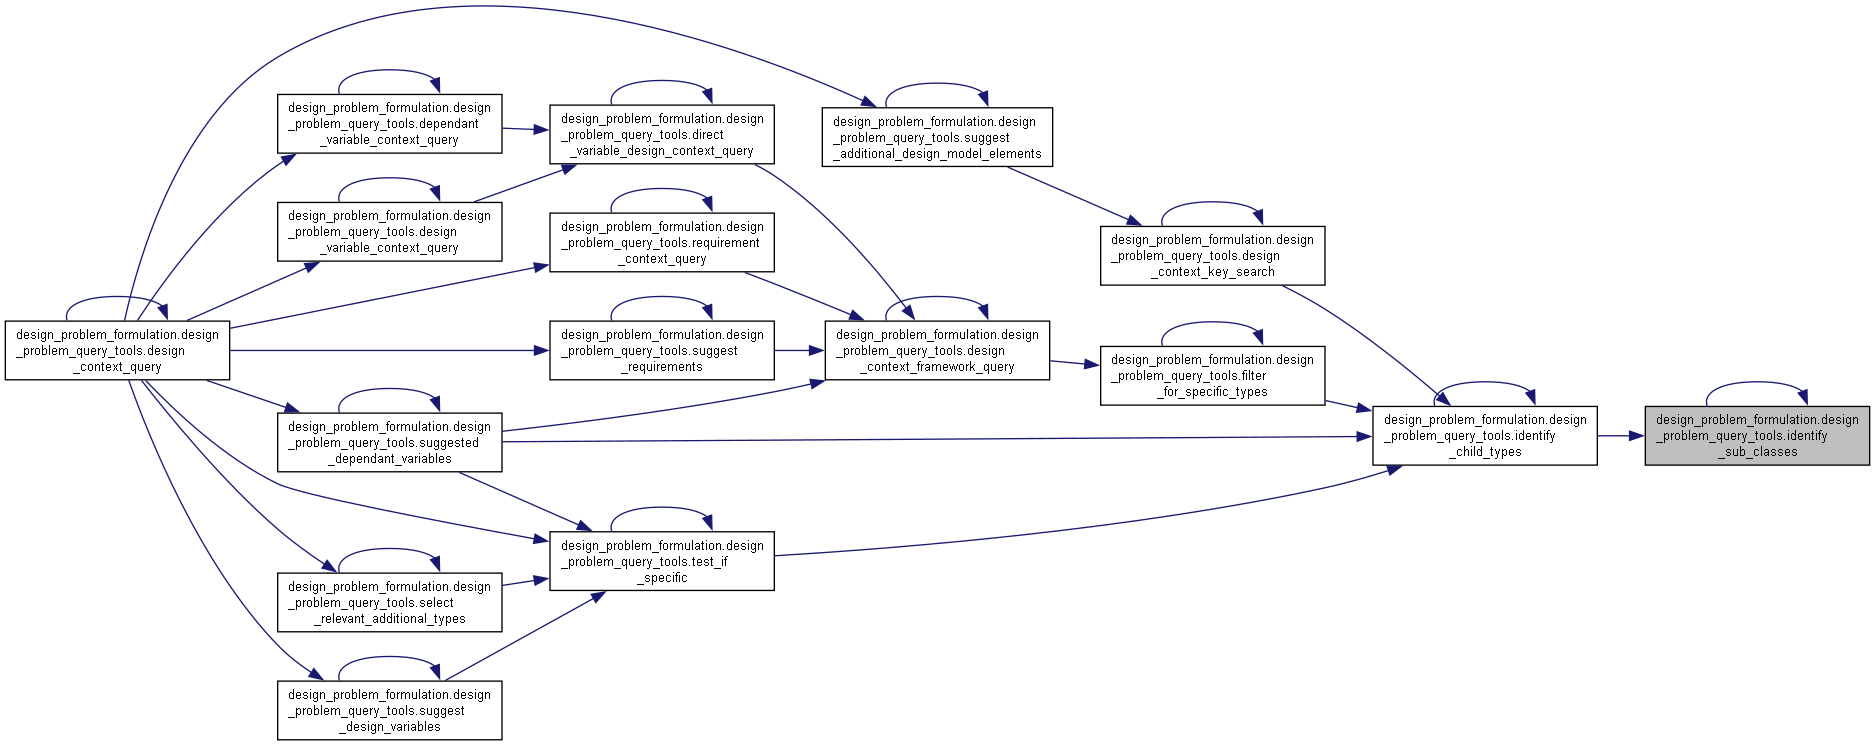 design_problem_formulation.design
_problem_query_tools.dependant
_variable_context_query
design_problem_formulation.design
_problem_query_tools.direct
_variable_design_context_query
design_problem_formulation.design
_problem_query_tools.suggest
_additional_design_model_elements
design_problem_formulation.design
_problem_query_tools.design
_variable_context_query
design_problem_formulation.design
_problem_query_tools.requirement
_context_query
design_problem_formulation.design
_problem_query_tools.design
_context_key_search
design_problem_formulation.design
_problem_query_tools.design
_context_query
design_problem_formulation.design
_problem_query_tools.suggest
_requirements
design_problem_formulation.design
_problem_query_tools.design
_context_framework_query
design_problem_formulation.design
_problem_query_tools.filter
_for_specific_types
design_problem_formulation.design
_problem_query_tools.suggested
_dependant_variables
design_problem_formulation.design
_problem_query_tools.identify
_child_types
design_problem_formulation.design
_problem_query_tools.identify
_sub_classes
design_problem_formulation.design
_problem_query_tools.test_if
_specific
design_problem_formulation.design
_problem_query_tools.select
_relevant_additional_types
design_problem_formulation.design
_problem_query_tools.suggest
_design_variables